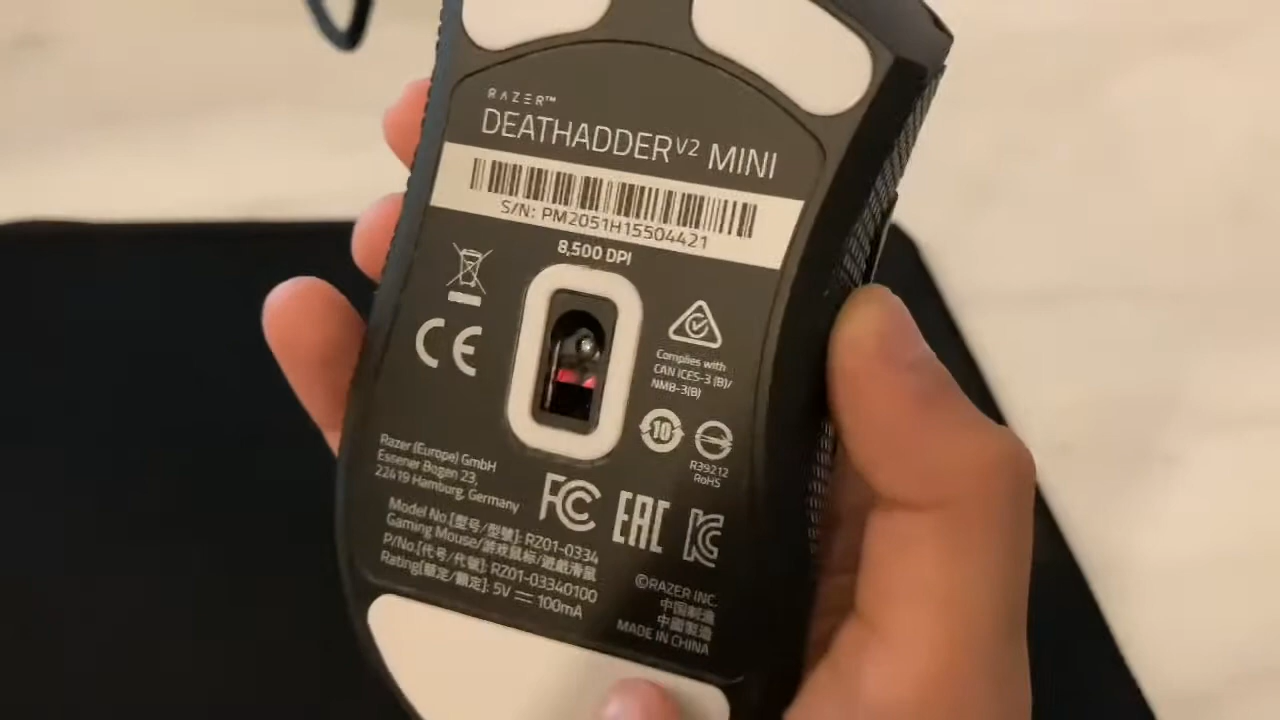 RAZER™
DEATHADDER V2 MINI
S/N: PM2051H15504421
8,500 DPI
CE
Complies with
CAN ICES-3 (B)/
NMB-3(B)
10
R39212
RoHS
Razer (Europe) GmbH
Essener Bogen 23,
22419 Hamburg, Germany
FC
EAC
Model No.[型号/型號]: RZ01-0334
Gaming Mouse/游戏鼠标/遊戲滑鼠
P/No.[代号/代號]: RZ01-03340100
Rating[额定/額定]: 5V ⎓ 100mA
©RAZER INC.
中国制造
中國製造
MADE IN CHINA